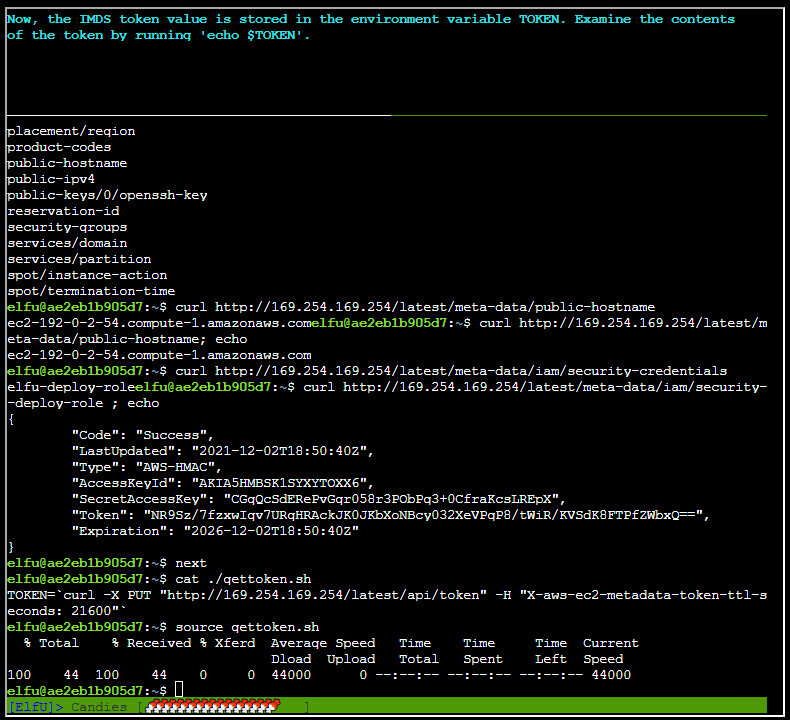 Now, the IMDS token value is stored in the environment variable TOKEN. Examine the contents
of the token by running 'echo $TOKEN'.
placement/region
product-codes
public-hostname
public-ipv4
public-keys/0/openssh-key
reservation-id
security-groups
services/domain
services/partition
spot/instance-action
spot/termination-time
elfu@ae2eb1b905d7:~$ curl http://169.254.169.254/latest/meta-data/public-hostname
ec2-192-0-2-54.compute-1.amazonaws.comelfu@ae2eb1b905d7:~$ curl http://169.254.169.254/latest/m
eta-data/public-hostname; echo
ec2-192-0-2-54.compute-1.amazonaws.com
elfu@ae2eb1b905d7:~$ curl http://169.254.169.254/latest/meta-data/iam/security-credentials
elfu-deploy-roleelfu@ae2eb1b905d7:~$ curl http://169.254.169.254/latest/meta-data/iam/security-
-deploy-role ; echo
{
        "Code": "Success",
        "LastUpdated": "2021-12-02T18:50:40Z",
        "Type": "AWS-HMAC",
        "AccessKeyId": "AKIA5HMBSK1SYXYTOXX6",
        "SecretAccessKey": "CGgQcSdERePvGgr058r3PObPq3+0CfraKcsLREpX",
        "Token": "NR9Sz/7fzxwIgv7URgHRAckJK0JKbXoNBcy032XeVPqP8/tWiR/KVSdK8FTPfZWbxQ==",
        "Expiration": "2026-12-02T18:50:40Z"
}
elfu@ae2eb1b905d7:~$ next
elfu@ae2eb1b905d7:~$ cat ./gettoken.sh
TOKEN=`curl -X PUT "http://169.254.169.254/latest/api/token" -H "X-aws-ec2-metadata-token-ttl-s
econds: 21600"`
elfu@ae2eb1b905d7:~$ source gettoken.sh
  % Total    % Received % Xferd  Average Speed   Time    Time     Time  Current
                                 Dload  Upload   Total   Spent    Left  Speed
100    44  100    44    0     0  44000      0 --:--:-- --:--:-- --:--:-- 44000
elfu@ae2eb1b905d7:~$
[ElfU]> Candies [ ]